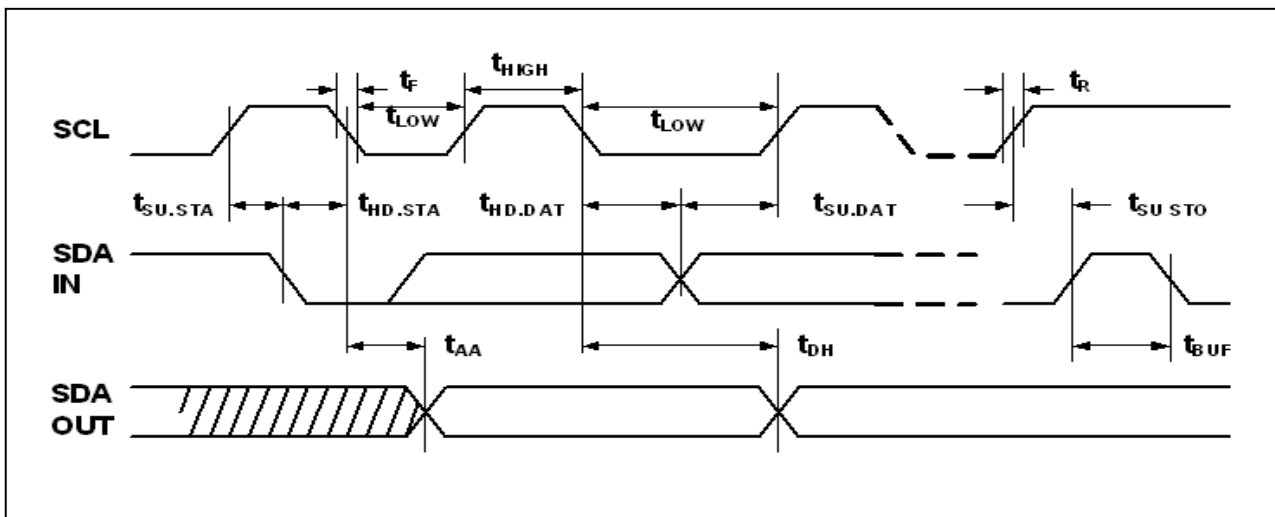 tHIGH
tF
tR
SCL
tLOW
tLOW
tSU.STA
tHD.STA
tHD.DAT
tSU.DAT
tSU STO
SDA
IN
tAA
tDH
tBUF
SDA
OUT